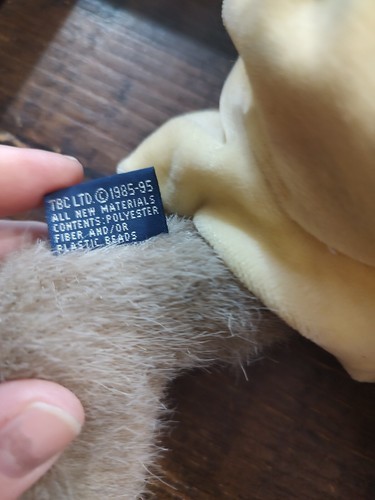 TBC LTD. ©1985-95
ALL NEW MATERIALS
CONTENTS: POLYESTER
FIBER AND/OR
PLASTIC BEADS